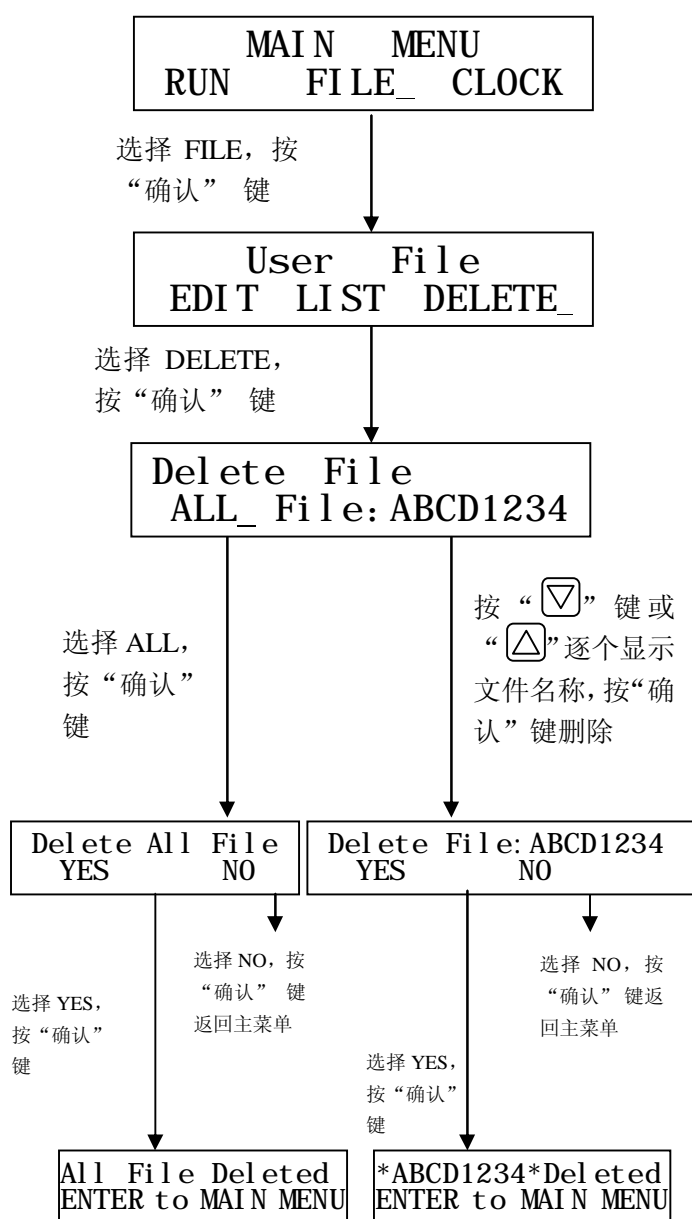 MAIN MENU
RUN FILE_ CLOCK
选择 FILE，按
“确认” 键
User File
EDIT LIST DELETE_
选择 DELETE，
按“确认” 键
Delete File
ALL_ File:ABCD1234
选择 ALL，
按“确认”
键
按 “▽” 键或
“△”逐个显示
文件名称，按“确
认”键删除
Delete All File
YES NO
Delete File:ABCD1234
YES NO
选择 YES，
按“确认”
键
选择 NO，按
“确认” 键
返回主菜单
选择 YES，
按“确认”
键
选择 NO，按
“确认” 键返
回主菜单
All File Deleted
ENTER to MAIN MENU
*ABCD1234*Deleted
ENTER to MAIN MENU